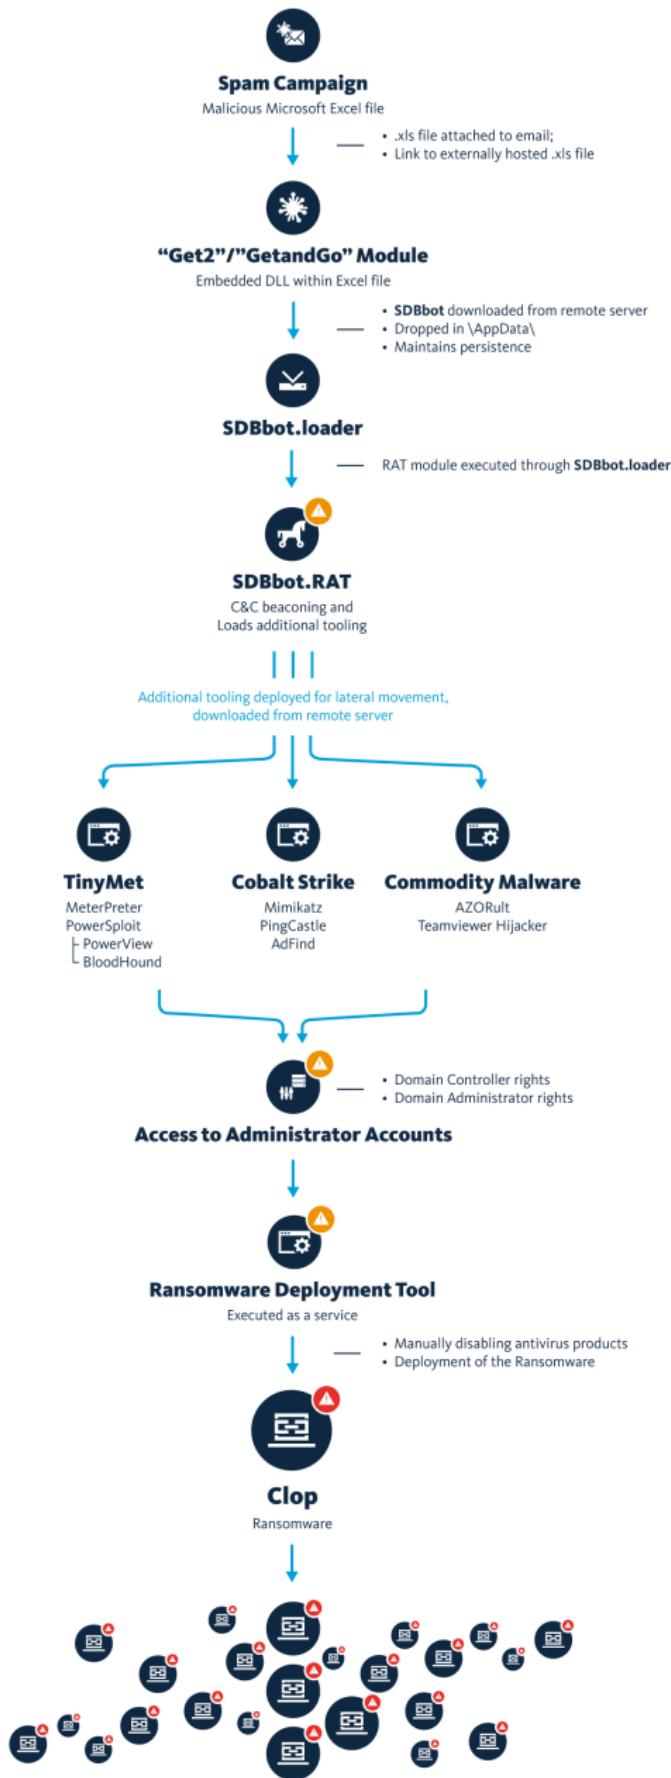 Spam Campaign
Malicious Microsoft Excel file
• .xls file attached to email;
• Link to externally hosted .xls file
“Get2”/”GetandGo” Module
Embedded DLL within Excel file
• SDBbot downloaded from remote server
• Dropped in \AppData\
• Maintains persistence
SDBbot.loader
RAT module executed through SDBbot.loader
SDBbot.RAT
C&C beaconing and
Loads additional tooling
Additional tooling deployed for lateral movement,
downloaded from remote server
TinyMet
MeterPreter
PowerSploit
PowerView
BloodHound
Cobalt Strike
Mimikatz
PingCastle
AdFind
Commodity Malware
AZORult
Teamviewer Hijacker
• Domain Controller rights
• Domain Administrator rights
Access to Administrator Accounts
Ransomware Deployment Tool
Executed as a service
• Manually disabling antivirus products
• Deployment of the Ransomware
Clop
Ransomware